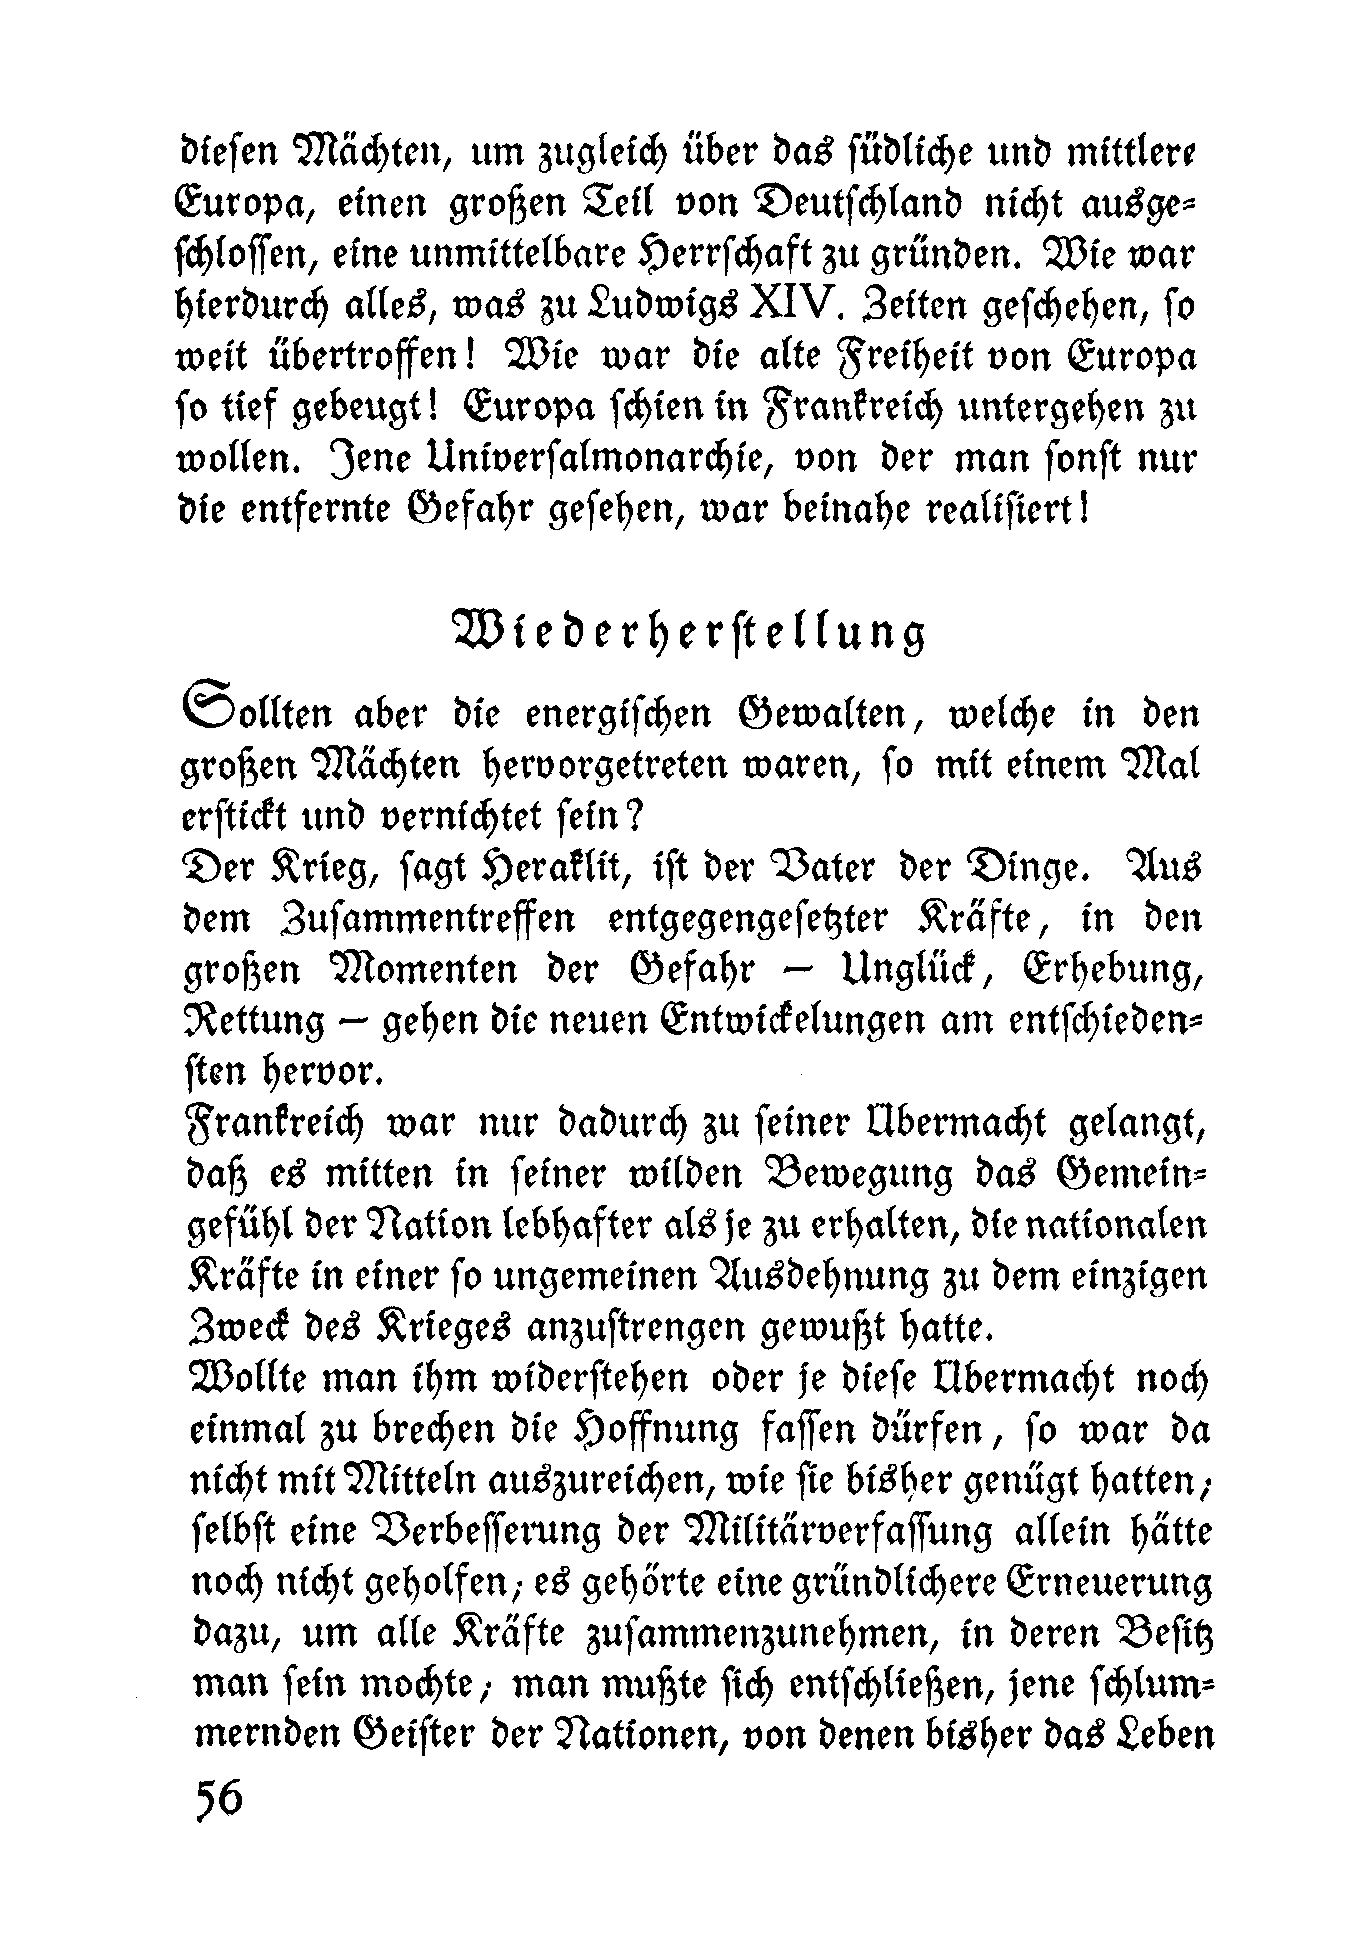 diesen Mächten, um zugleich über das südliche und mittlere
Europa, einen großen Teil von Deutschland nicht ausge-
schlossen, eine unmittelbare Herrschaft zu gründen. Wie war
hierdurch alles, was zu Ludwigs XIV. Zeiten geschehen, so
weit übertroffen! Wie war die alte Freiheit von Europa
so tief gebeugt! Europa schien in Frankreich untergehen zu
wollen. Jene Universalmonarchie, von der man sonst nur
die entfernte Gefahr gesehen, war beinahe realisiert!
Wiederherstellung
Sollten aber die energischen Gewalten, welche in den
großen Mächten hervorgetreten waren, so mit einem Mal
erstickt und vernichtet sein?
Der Krieg, sagt Heraklit, ist der Vater der Dinge. Aus
dem Zusammentreffen entgegengesetzter Kräfte, in den
großen Momenten der Gefahr – Unglück, Erhebung,
Rettung – gehen die neuen Entwickelungen am entschieden-
sten hervor.
Frankreich war nur dadurch zu seiner Übermacht gelangt,
daß es mitten in seiner wilden Bewegung das Gemein-
gefühl der Nation lebhafter als je zu erhalten, die nationalen
Kräfte in einer so ungemeinen Ausdehnung zu dem einzigen
Zweck des Krieges anzustrengen gewußt hatte.
Wollte man ihm widerstehen oder je diese Übermacht noch
einmal zu brechen die Hoffnung fassen dürfen, so war da
nicht mit Mitteln auszureichen, wie sie bisher genügt hatten;
selbst eine Verbesserung der Militärverfassung allein hätte
noch nicht geholfen; es gehörte eine gründlichere Erneuerung
dazu, um alle Kräfte zusammenzunehmen, in deren Besitz
man sein mochte; man mußte sich entschließen, jene schlum-
mernden Geister der Nationen, von denen bisher das Leben
56